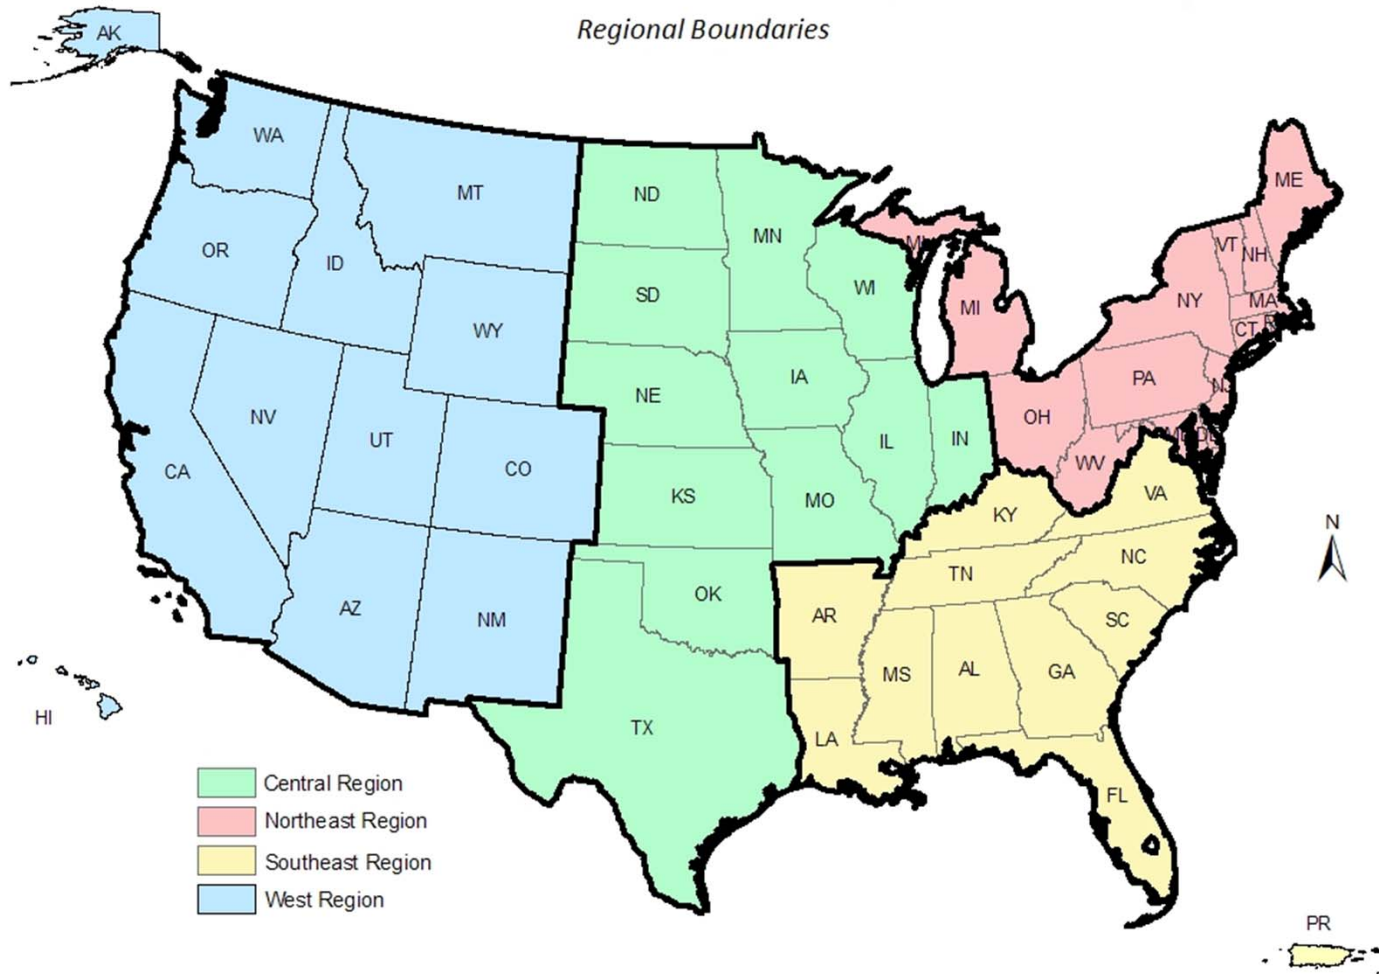 Regional Boundaries
AK
WA
MT
ND
MN
ME
OR
ID
SD
WI
MI
MI
VT
NH
NY
MA
CT
WY
NE
IA
PA
NJ
NV
UT
CO
IL
IN
OH
WV
MD
DE
CA
KS
MO
KY
VA
N
AZ
NM
OK
AR
TN
NC
SC
HI
TX
MS
AL
GA
LA
FL
Central Region
Northeast Region
Southeast Region
West Region
PR